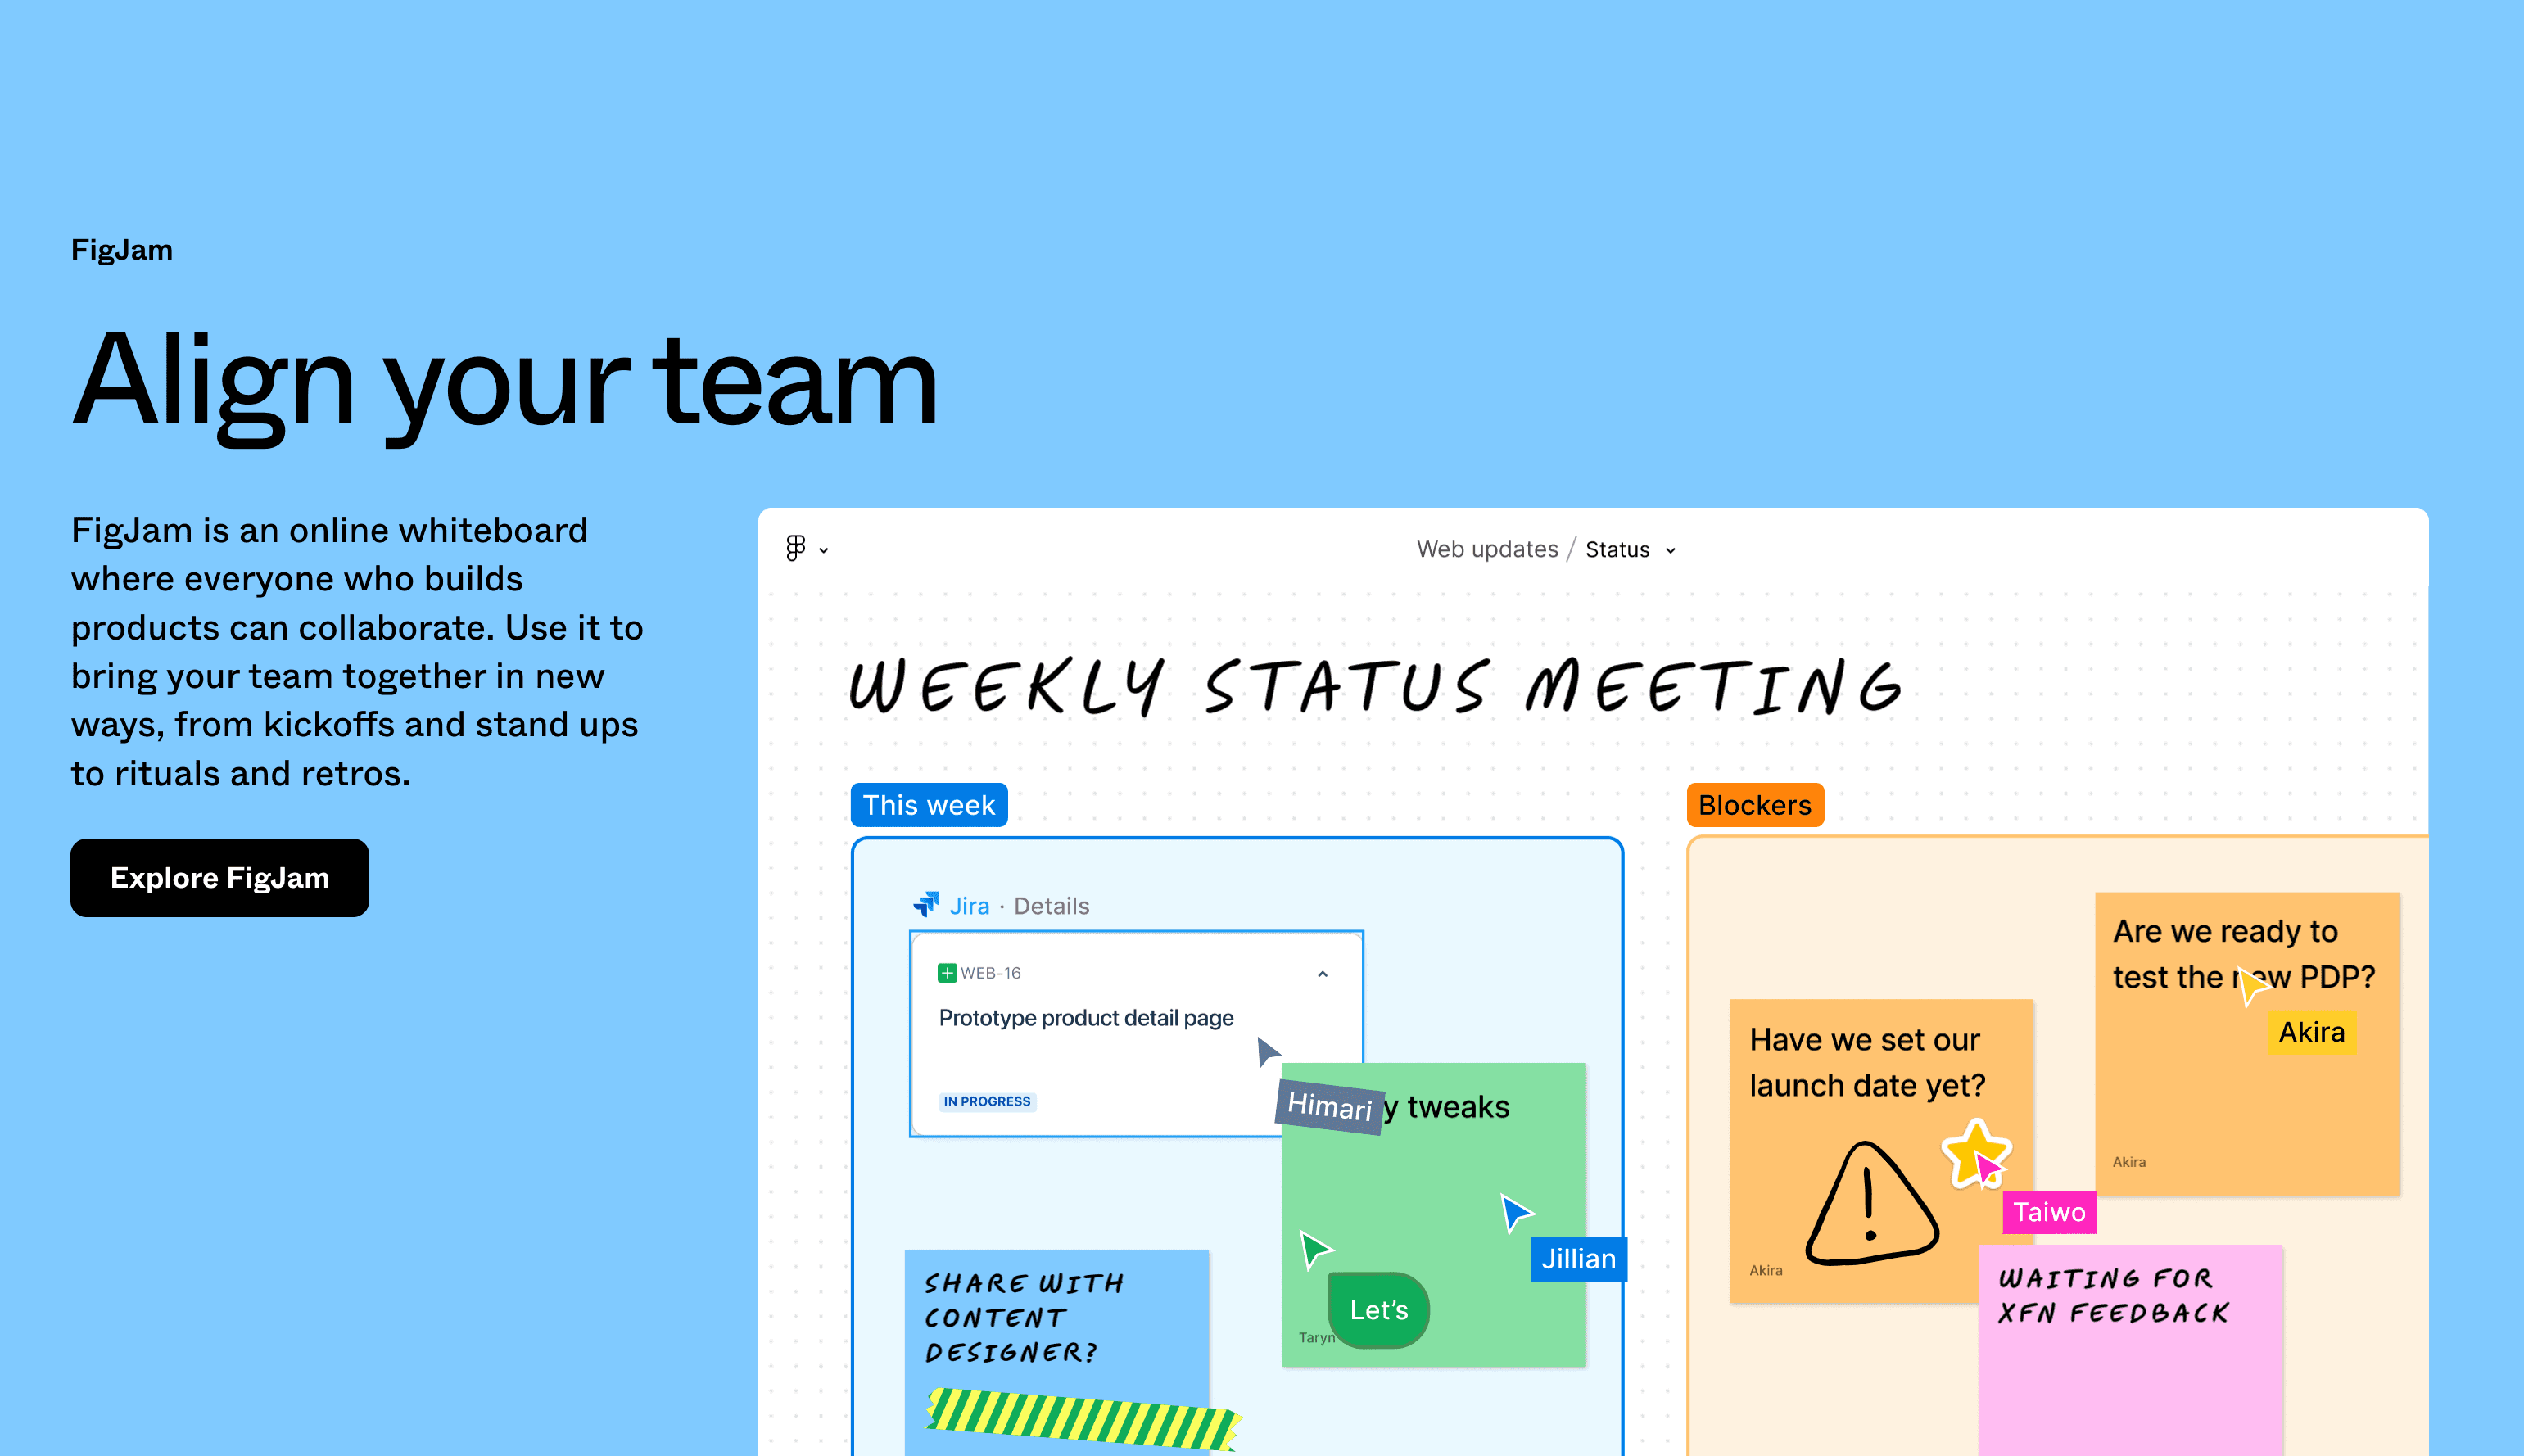 FigJam
Align your team
FigJam is an online whiteboard
where everyone who builds
products can collaborate. Use it to
bring your team together in new
ways, from kickoffs and stand ups
to rituals and retros.
Explore FigJam
Web updates / Status
WEEKLY STATUS MEETING
This week
Jira · Details
WEB-16
Prototype product detail page
IN PROGRESS
Himari
y tweaks
Jillian
Let’s
Taryn
SHARE WITH
CONTENT
DESIGNER?
Blockers
Have we set our
launch date yet?
Akira
Taiwo
Are we ready to
test the new PDP?
Akira
Akira
WAITING FOR
XFN FEEDBACK